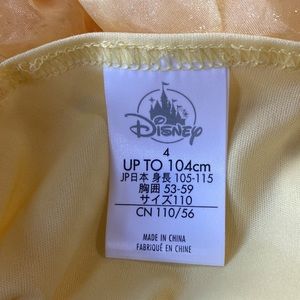 Disney
4
UP TO 104cm
JP日本 身長 105-115
胸囲 53-59
サイズ110
CN 110/56
MADE IN CHINA
FABRIQUÉ EN CHINE